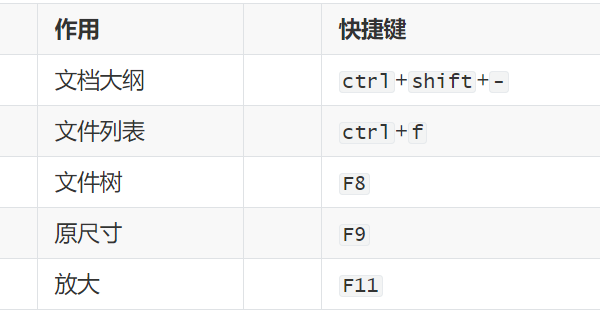 作用 快捷键
文档大纲 ctrl+shift+-
文件列表 ctrl+f
文件树 F8
原尺寸 F9
放大 F11